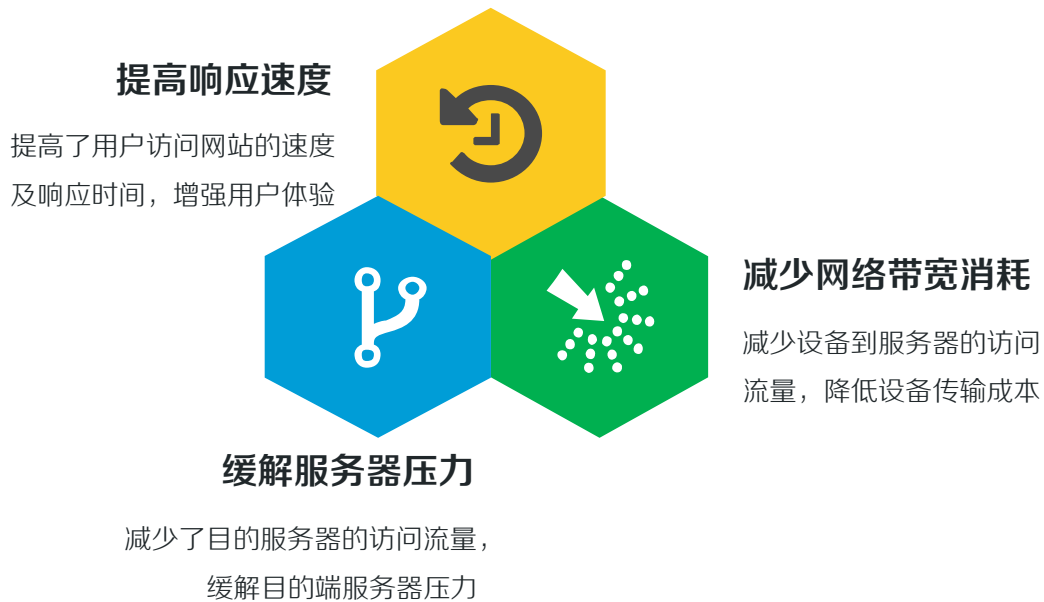 提高响应速度
提高了用户访问网站的速度
及响应时间，增强用户体验
减少网络带宽消耗
减少设备到服务器的访问
流量，降低设备传输成本
缓解服务器压力
减少了目的服务器的访问流量，
缓解目的端服务器压力